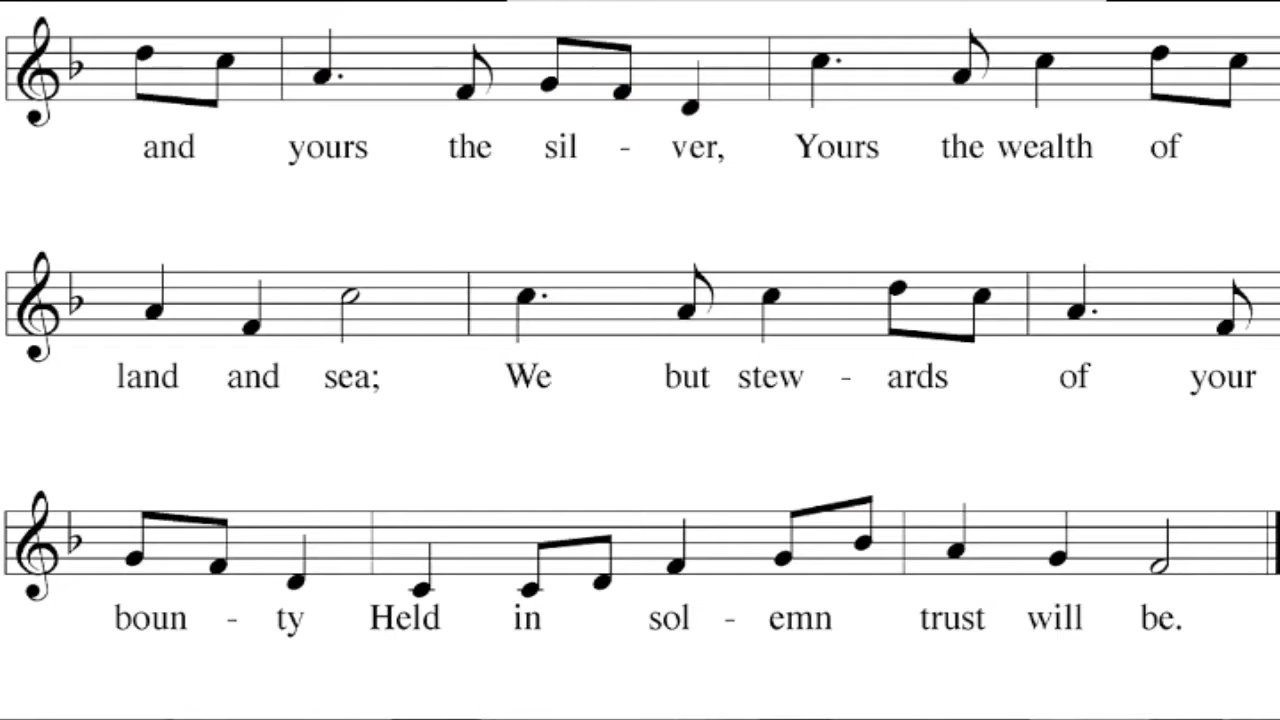 and yours the sil - ver, Yours the wealth of
land and sea; We but stew - ards of your
boun - ty Held in sol - emn trust will be.